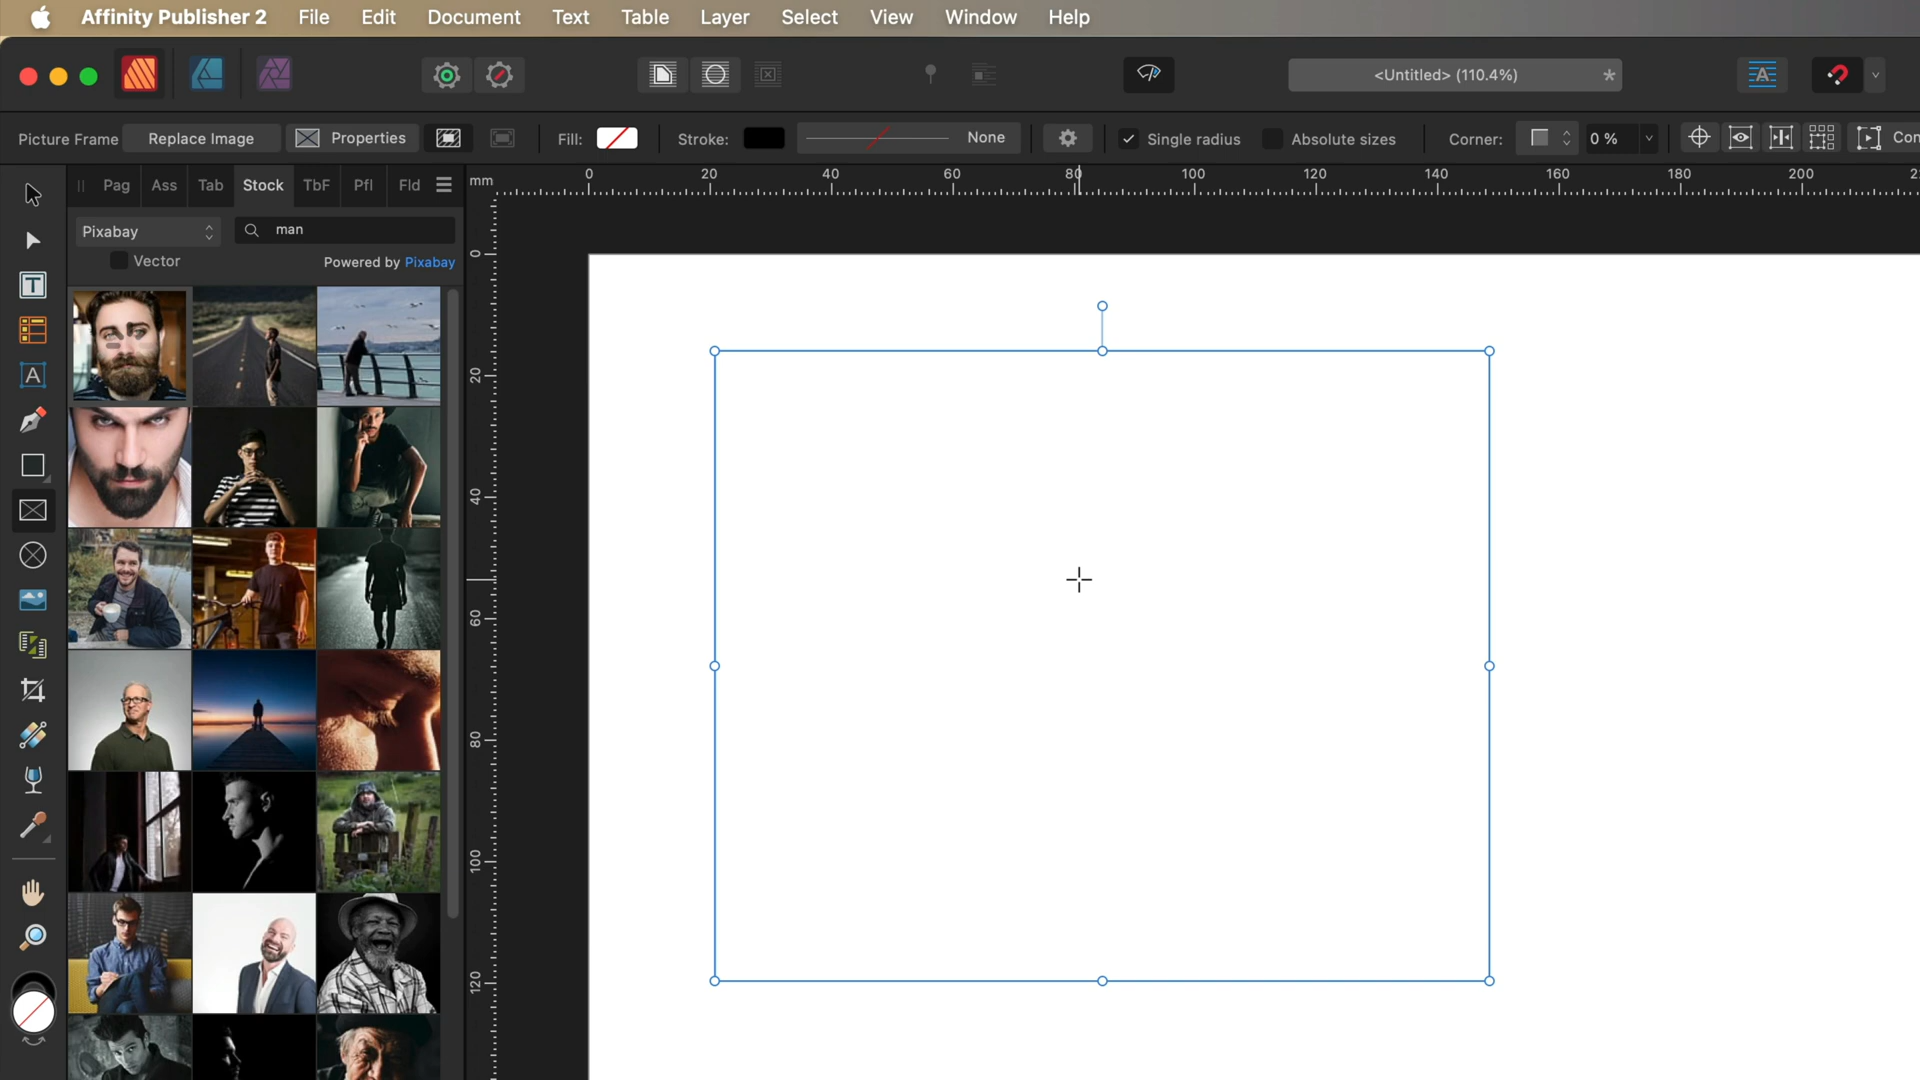 Affinity Publisher 2 File Edit Document Text Table Layer Select View Window Help
<Untitled> (110.4%) *
Picture Frame Replace Image Properties Fill: Stroke: None Single radius Absolute sizes Corner: 0 % Con
Pag Ass Tab Stock TbF Pfl Fld
mm 0 20 40 60 80 100 120 140 160 180 200
Pixabay man
Vector Powered by Pixabay
0
20
40
60
80
100
120